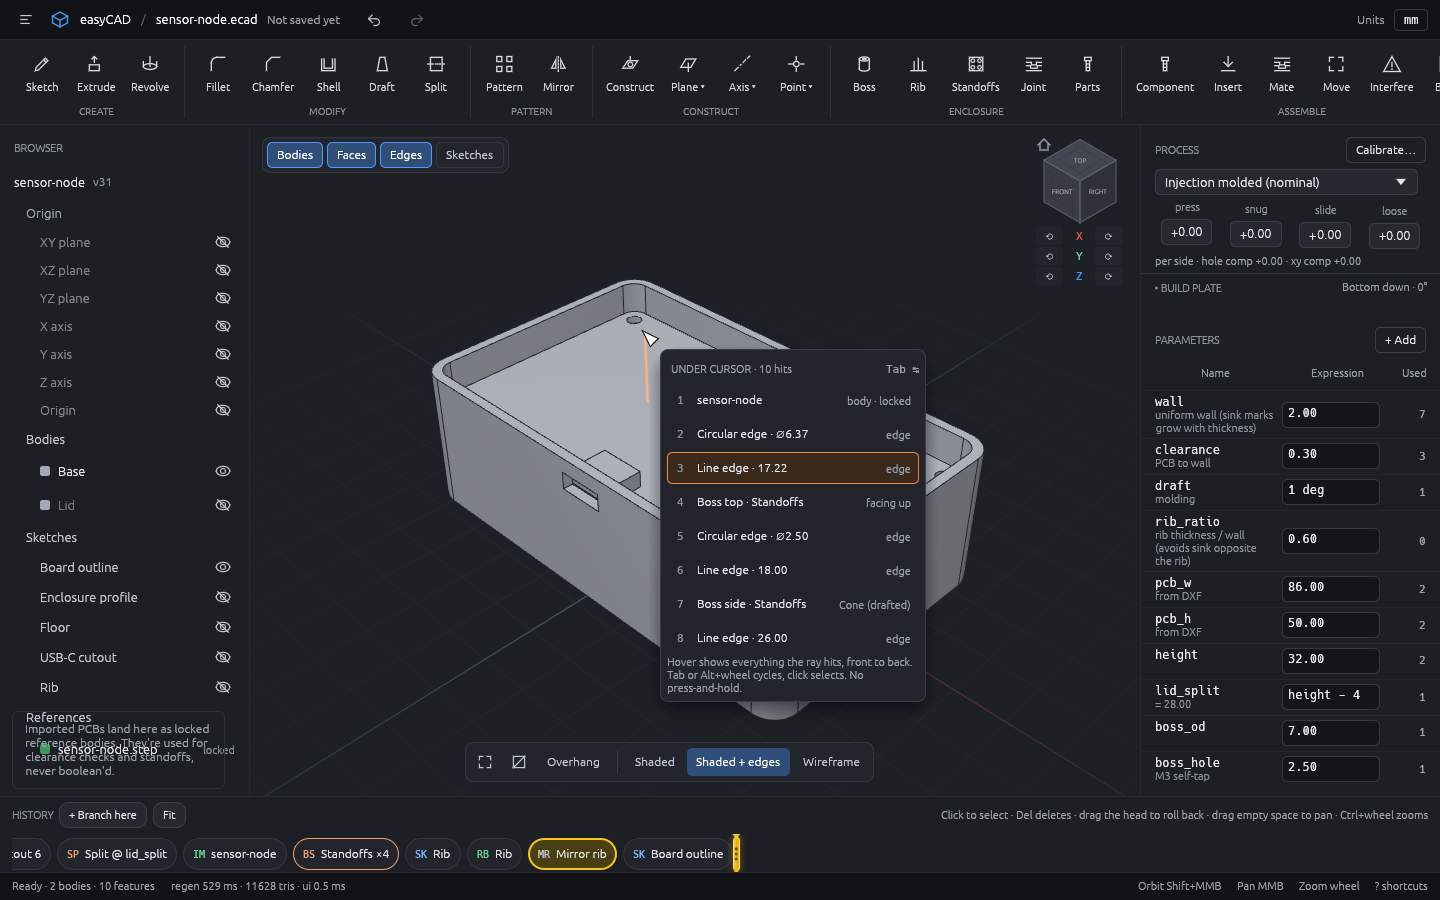 easyCAD / sensor-node.ecad Not saved yet
Units mm
Sketch Extrude Revolve Fillet Chamfer Shell Draft Split Pattern Mirror Construct Plane▾ Axis▾ Point▾ Boss Rib Standoffs Joint Parts Component Insert Mate Move Interfere
CREATE MODIFY PATTERN CONSTRUCT ENCLOSURE ASSEMBLE
BROWSER
sensor-node v31
Origin
XY plane
XZ plane
YZ plane
X axis
Y axis
Z axis
Origin
Bodies
Base
Lid
Sketches
Board outline
Enclosure profile
Floor
USB-C cutout
Rib
References
sensor-node.step locked
Imported PCBs land here as locked
reference bodies. They're used for
clearance checks and standoffs,
never boolean'd.
Bodies Faces Edges Sketches
TOP
FRONT RIGHT
X
Y
Z
UNDER CURSOR · 10 hits Tab ⇆
1 sensor-node body · locked
2 Circular edge · ⌀6.37 edge
3 Line edge · 17.22 edge
4 Boss top · Standoffs facing up
5 Circular edge · ⌀2.50 edge
6 Line edge · 18.00 edge
7 Boss side · Standoffs Cone (drafted)
8 Line edge · 26.00 edge
Hover shows everything the ray hits, front to back.
Tab or Alt+wheel cycles, click selects. No
press-and-hold.
Overhang Shaded Shaded + edges Wireframe
PROCESS Calibrate...
Injection molded (nominal)
press snug slide loose
+0.00 +0.00 +0.00 +0.00
per side · hole comp +0.00 · xy comp +0.00
▸ BUILD PLATE Bottom down · 0°
PARAMETERS + Add
Name Expression Used
wall 2.00 7
uniform wall (sink marks
grow with thickness)
clearance 0.30 3
PCB to wall
draft 1 deg 1
molding
rib_ratio 0.60 0
rib thickness / wall
(avoids sink opposite
the rib)
pcb_w 86.00 2
from DXF
pcb_h 50.00 2
from DXF
height 32.00 2
lid_split height - 4 1
= 28.00
boss_od 7.00 1
boss_hole 2.50 1
M3 self-tap
HISTORY + Branch here Fit
Click to select · Del deletes · drag the head to roll back · drag empty space to pan · Ctrl+wheel zooms
out 6 SP Split @ lid_split IM sensor-node BS Standoffs ×4 SK Rib RB Rib MR Mirror rib SK Board outline
Ready · 2 bodies · 10 features regen 529 ms · 11628 tris · ui 0.5 ms
Orbit Shift+MMB Pan MMB Zoom wheel ? shortcuts